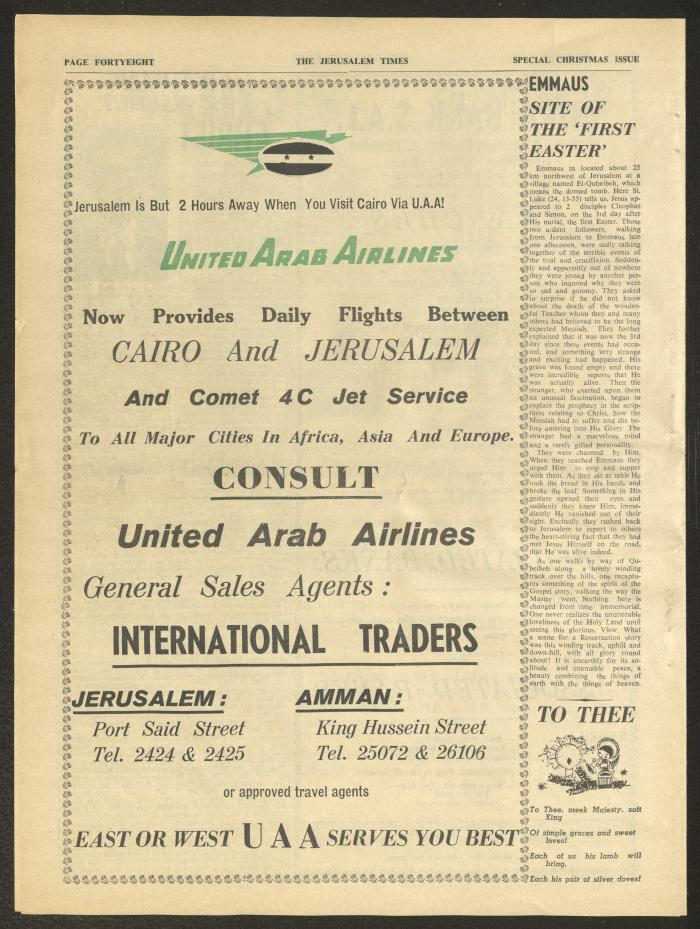 PAGE FORTYEIGHT THE JERUSALEM TIMES SPECIAL CHRISTMAS ISSUE
Jerusalem Is But 2 Hours Away When You Visit Cairo Via U.A.A!
UNITED ARAB AIRLINES
Now Provides Daily Flights Between
CAIRO And JERUSALEM
And Comet 4C Jet Service
To All Major Cities In Africa, Asia And Europe.
CONSULT
United Arab Airlines
General Sales Agents :
INTERNATIONAL TRADERS
JERUSALEM :
Port Said Street
Tel. 2424 & 2425
AMMAN :
King Hussein Street
Tel. 25072 & 26106
or approved travel agents
EAST OR WEST U A A SERVES YOU BEST
EMMAUS
SITE OF
THE 'FIRST
EASTER'
Emmaus in located about 25
km northwest of Jerusalem at a
village named El-Qubeibeh, which
means the domed tomb. Here St.
Luke (24, 13-35) tells us, Jesus ap-
peared to 2 disciples Cleophas
and Simon, on the 3rd day after
His burial, the first Easter. Those
two ardent followers, walking
from Jerusalem to Emmaus late
one afternoon, were sadly talking
together of the terrible events of
the trial and crucifixion. Sudden-
ly and apparently out of nowhere
they were joined by another per-
son who inquired why they were
so sad and gloomy. They asked
in surprise if he did not know
about the death of the wonder-
ful Teacher whom they and many
others had believed to be the long
expected Messiah. They further
explained that it was now the 3rd
day since these events had occu-
red, and something very strange
and exciting had happened. His
grave was found empty and there
were incredible reports that He
was actually alive. Then the
stranger, who exerted upon them
an unusual fascination, began to
explain the prophecy in the scrip-
tures relating to Christ, how the
Messiah had to suffer and die be-
fore entering into His Glory. The
stranger had a marvelous mind
and a rarely gifted personality.
They were charmed by Him.
When they reached Emmaus they
urged Him to stop and supper
with them. As they sat at table He
took the bread in His hands and
broke the loaf. Something in His
gesture opened their eyes and
suddenly they knew Him, imme-
diately He vanished out of their
sight. Excitedly they rushed back
to Jerusalem to report to others
the heart-tiring fact that they had
met Jesus Himself on the road,
that He was alive indeed.
As one walks by way of Qu-
beibeh along a lovely winding
track over the hills, one recaptu-
res something of the spirit of the
Gospel story, walking the way the
Master went. Nothing here is
changed from time immemorial.
One never realizes the unutterable
loveliness of the Holy Land until
seeing this glorious. View. What
a scene for a Resurrection story
was this winding track, uphill and
down-hill, with all glory round
about? It is unearthly for its so-
litude and unamable peace, a
beauty combining the things of
earth with the things of heaven.
TO THEE
To Thee, meek Majesty, soft
King
Of simple graces and sweet
loves!
Each of us his lamb will
bring,
Each his pair of silver doves!